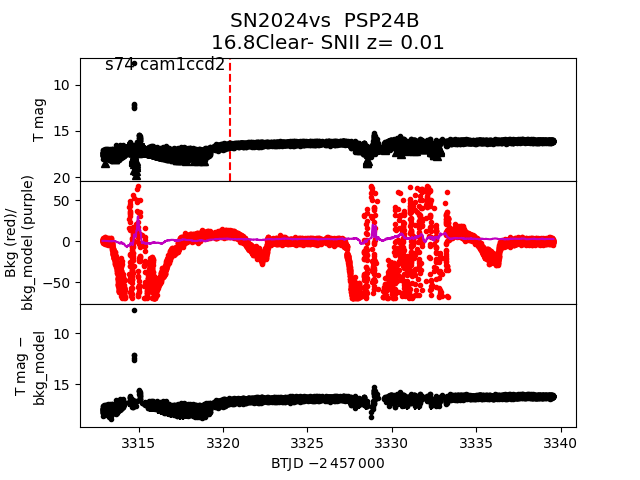 SN2024vs  PSP24B
16.8Clear- SNII z= 0.01
s74 cam1ccd2
T mag
10
15
20
Bkg (red)/
bkg_model (purple)
50
0
−50
T mag −
bkg_model
10
15
3315
3320
3325
3330
3335
3340
BTJD −2 457 000